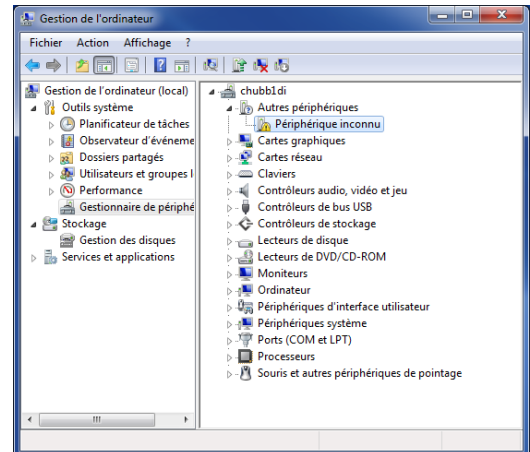 Gestion de l'ordinateur
Fichier Action Affichage ?
Gestion de l'ordinateur (local)
Outils système
Planificateur de tâches
Observateur d'événeme
Dossiers partagés
Utilisateurs et groupes l
Performance
Gestionnaire de périphé
Stockage
Gestion des disques
Services et applications
chubb1di
Autres périphériques
Périphérique inconnu
Cartes graphiques
Cartes réseau
Claviers
Contrôleurs audio, vidéo et jeu
Contrôleurs de bus USB
Contrôleurs de stockage
Lecteurs de disque
Lecteurs de DVD/CD-ROM
Moniteurs
Ordinateur
Périphériques d'interface utilisateur
Périphériques système
Ports (COM et LPT)
Processeurs
Souris et autres périphériques de pointage